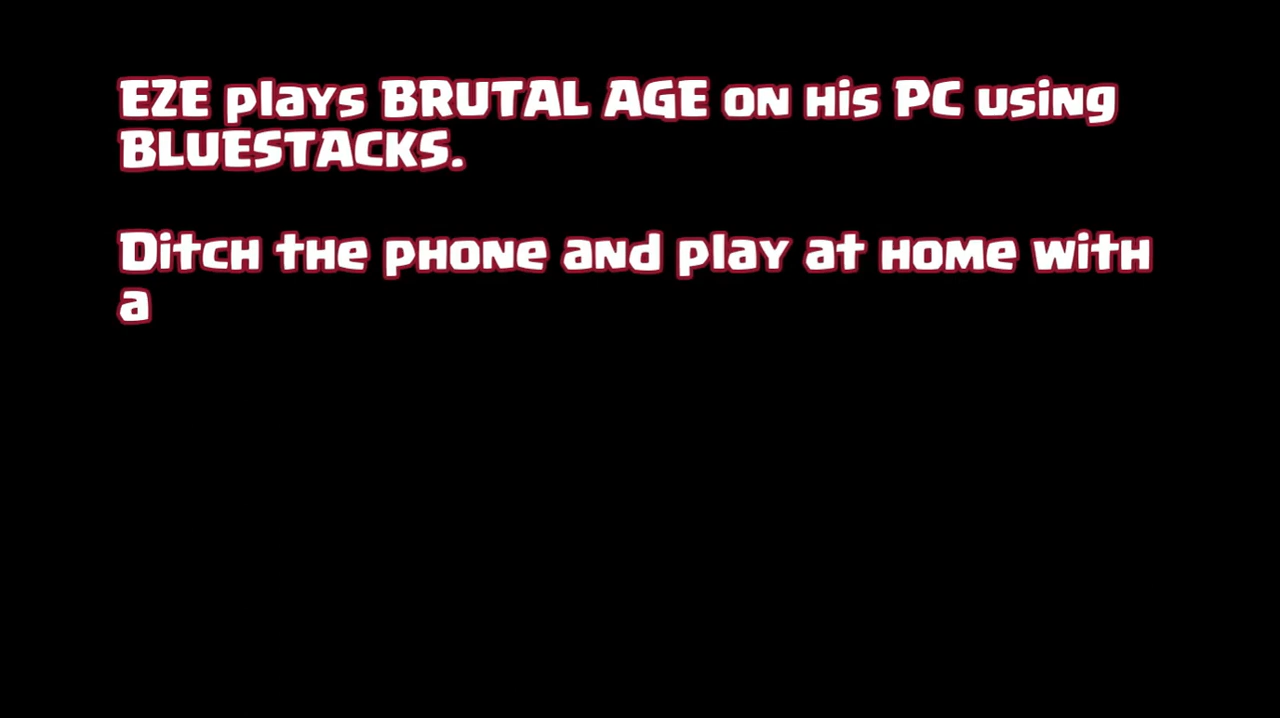 EZE plays BRUTAL AGE on his PC using
BLUESTACKS.
Ditch the phone and play at home with
a